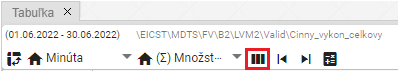 Tabuľka
(01.06.2022 - 30.06.2022) \EICST\MDTS\FV\B2\LVM2\Valid\Cinny_vykon_celkovy
Minúta (Σ) Množst···